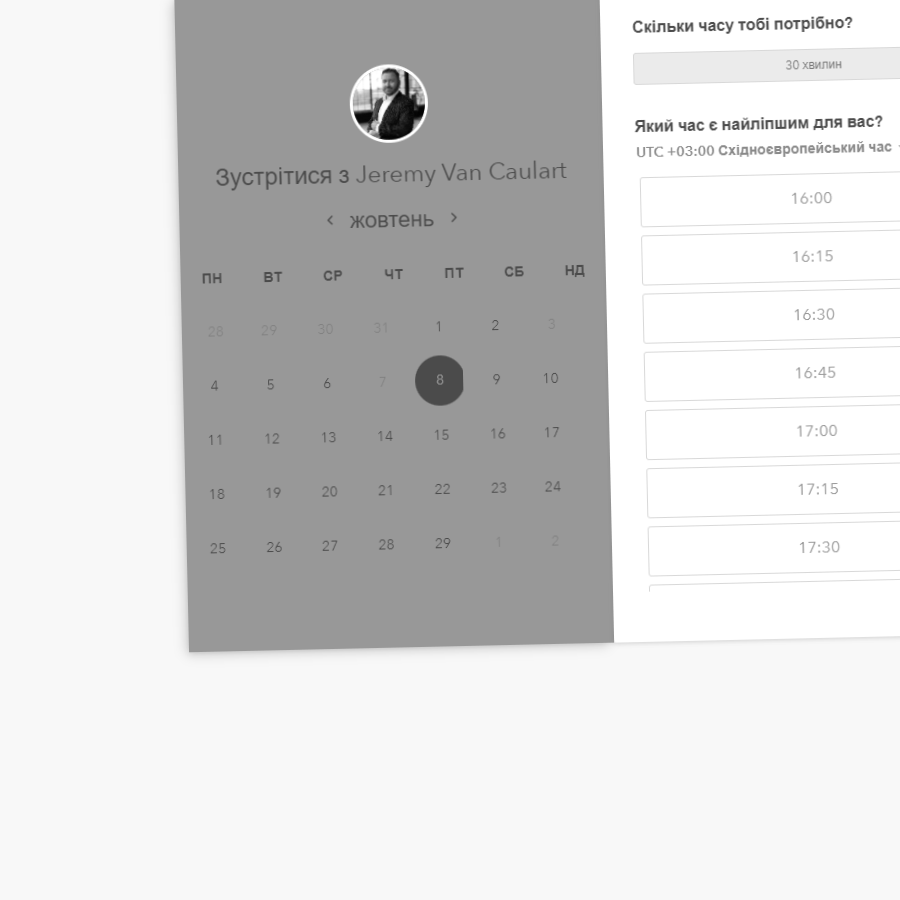 Зустрітися з Jeremy Van Caulart
‹ жовтень ›
ПН ВТ СР ЧТ ПТ СБ НД
28 29 30 31 1 2 3
4 5 6 7 8 9 10
11 12 13 14 15 16 17
18 19 20 21 22 23 24
25 26 27 28 29 1 2
Скільки часу тобі потрібно?
30 хвилин
Який час є найліпшим для вас?
UTC +03:00 Східноєвропейський час
16:00
16:15
16:30
16:45
17:00
17:15
17:30